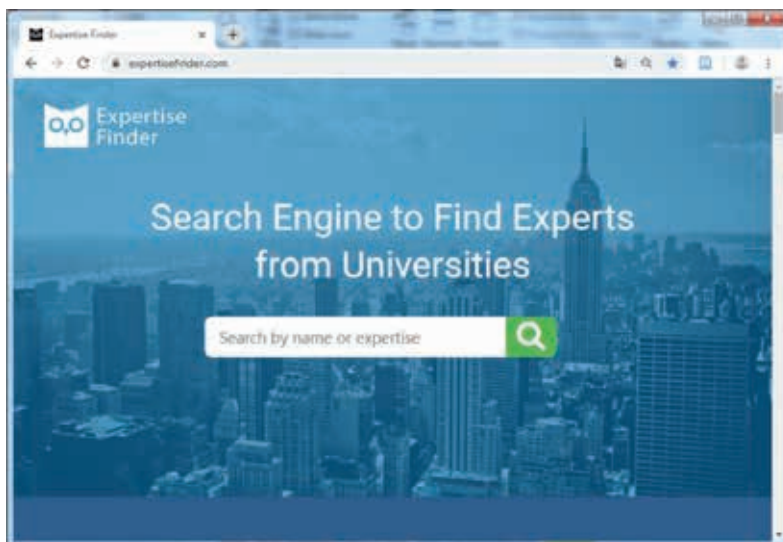 Expertise Finder
expertisefinder.com
Expertise
Finder
Search Engine to Find Experts
from Universities
Search by name or expertise